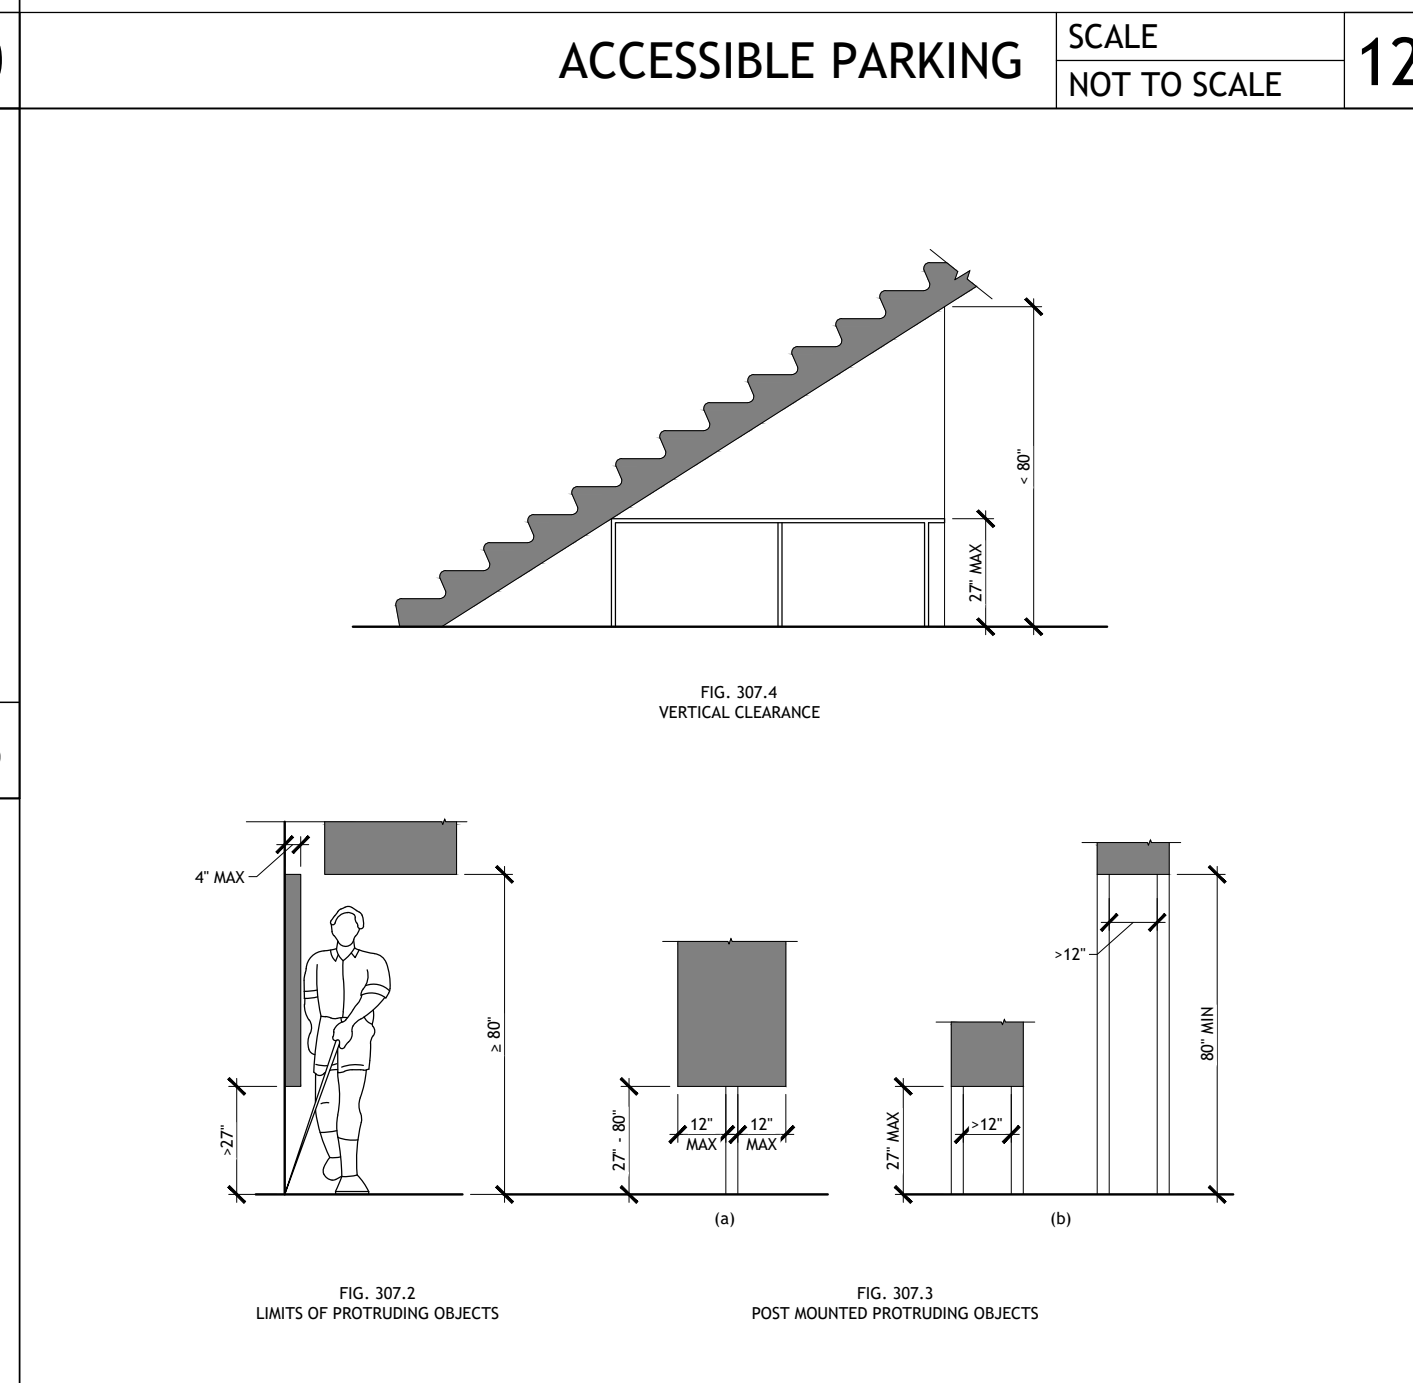 ACCESSIBLE PARKING
SCALE
NOT TO SCALE
12
< 80"
27" MAX
FIG. 307.4
VERTICAL CLEARANCE
4" MAX
>27"
≥ 80"
27" - 80"
12"
MAX
12"
MAX
(a)
27" MAX
>12"
>12"
80" MIN
(b)
FIG. 307.2
LIMITS OF PROTRUDING OBJECTS
FIG. 307.3
POST MOUNTED PROTRUDING OBJECTS